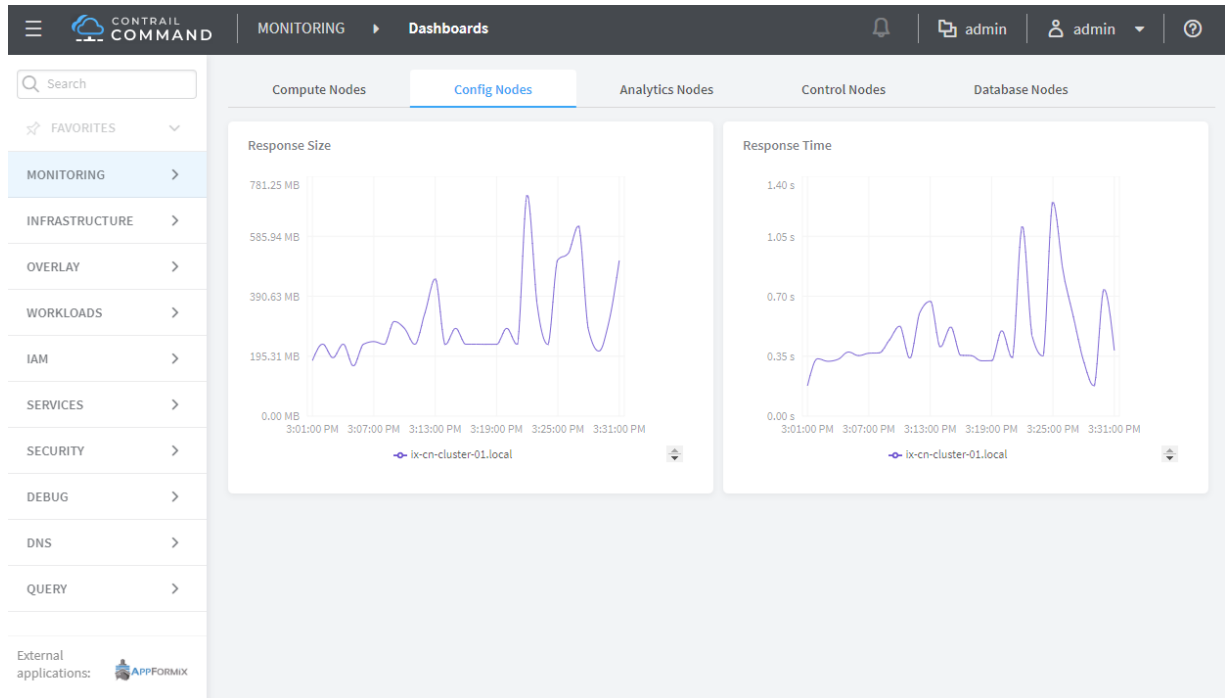 CONTRAIL
COMMAND
MONITORING
Dashboards
admin
admin
Search
FAVORITES
MONITORING
INFRASTRUCTURE
OVERLAY
WORKLOADS
IAM
SERVICES
SECURITY
DEBUG
DNS
QUERY
External
applications:
APPFORMIX
Compute Nodes
Config Nodes
Analytics Nodes
Control Nodes
Database Nodes
Response Size
781.25 MB
585.94 MB
390.63 MB
195.31 MB
0.00 MB
3:01:00 PM 3:07:00 PM 3:13:00 PM 3:19:00 PM 3:25:00 PM 3:31:00 PM
ix-cn-cluster-01.local
Response Time
1.40 s
1.05 s
0.70 s
0.35 s
0.00 s
3:01:00 PM 3:07:00 PM 3:13:00 PM 3:19:00 PM 3:25:00 PM 3:31:00 PM
ix-cn-cluster-01.local